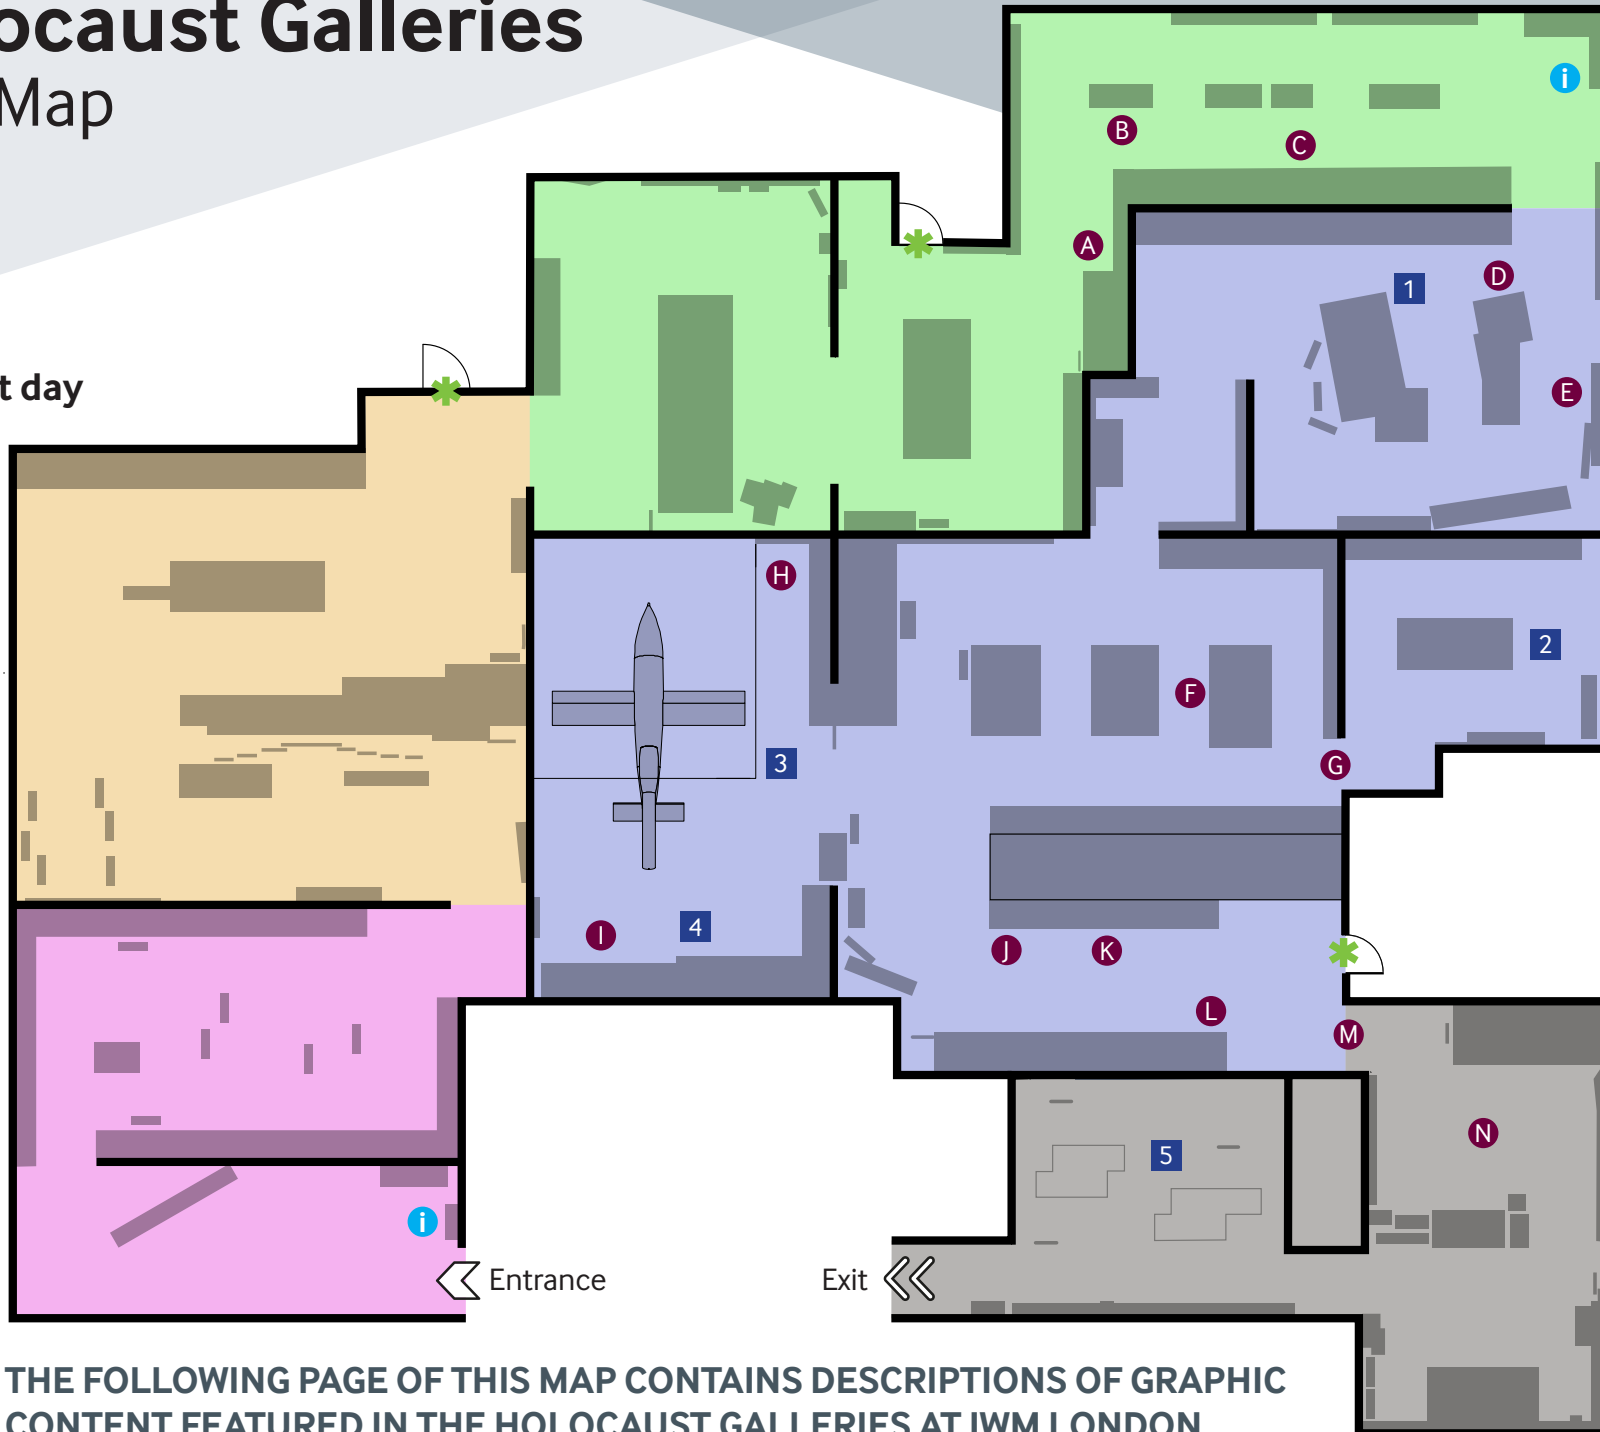 ocaust Galleries
Map
i
B
C
A
1
D
t day
E
H
2
F
3
G
4
I
J
K
L
M
N
5
i
Entrance
Exit
THE FOLLOWING PAGE OF THIS MAP CONTAINS DESCRIPTIONS OF GRAPHIC
CONTENT FEATURED IN THE HOLOCAUST GALLERIES AT IWM LONDON